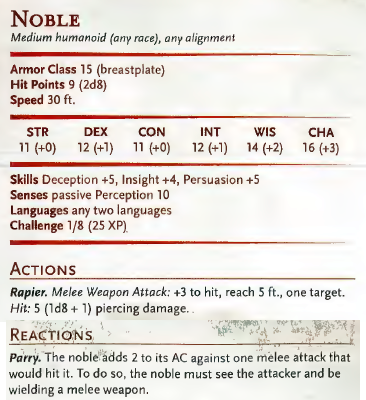 NOBLE
Medium humanoid (any race), any alignment
Armor Class 15 (breastplate)
Hit Points 9 (2d8)
Speed 30 ft.
STR DEX CON INT WIS CHA
11 (+0) 12 (+1) 11 (+0) 12 (+1) 14 (+2) 16 (+3)
Skills Deception +5, Insight +4, Persuasion +5
Senses passive Perception 10
Languages any two languages
Challenge 1/8 (25 XP)
ACTIONS
Rapier. Melee Weapon Attack: +3 to hit, reach 5 ft., one target.
Hit: 5 (1d8 + 1) piercing damage.
REACTIONS
Parry. The noble adds 2 to its AC against one melee attack that
would hit it. To do so, the noble must see the attacker and be
wielding a melee weapon.